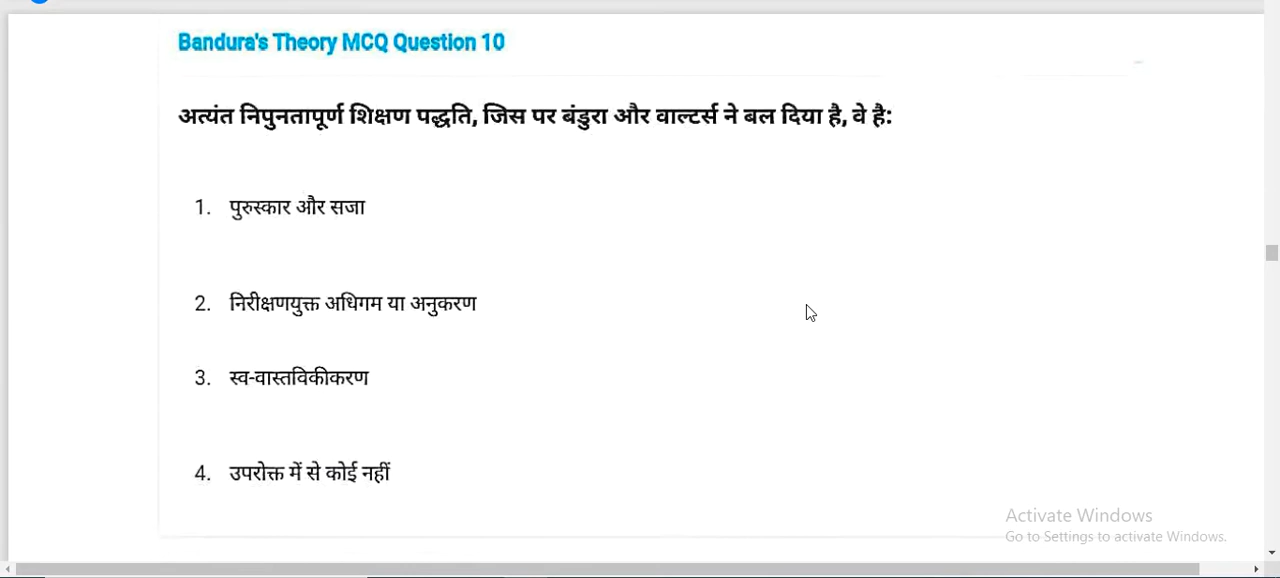 Bandura's Theory MCQ Question 10
अत्यंत निपुनतापूर्ण शिक्षण पद्धति, जिस पर बंडुरा और वाल्टर्स ने बल दिया है, वे है:
1. पुरुस्कार और सजा
2. निरीक्षणयुक्त अधिगम या अनुकरण
3. स्व-वास्तविकीकरण
4. उपरोक्त में से कोई नहीं
Activate Windows
Go to Settings to activate Windows.